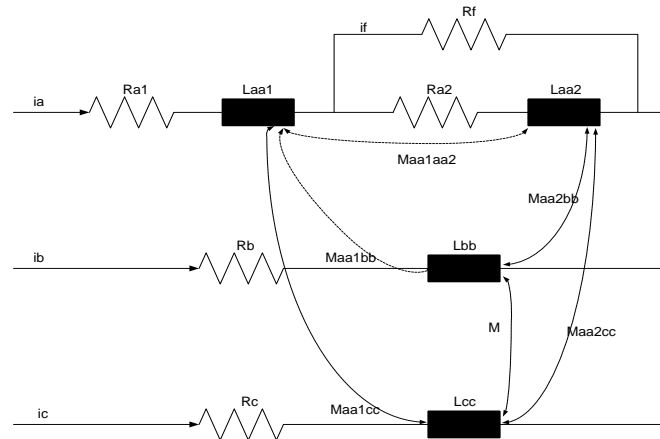 if Rf
ia Ra1 Laa1 Ra2 Laa2
Maa1aa2
Maa2bb
ib Rb Maa1bb Lbb
M Maa2cc
ic Rc Maa1cc Lcc